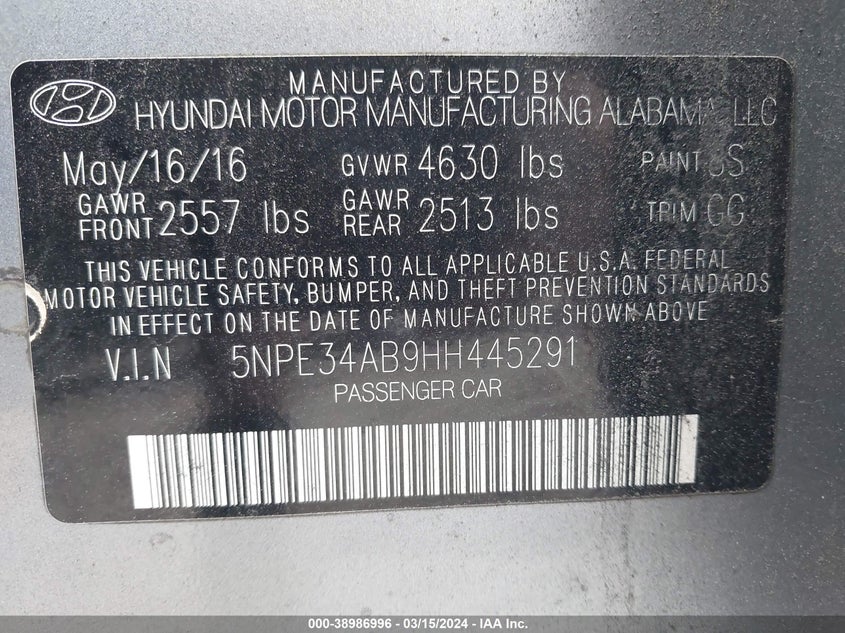 MANUFACTURED BY
HYUNDAI MOTOR MANUFACTURING ALABAMA LLC
May/16/16 GVWR 4630 lbs PAINT
GAWR FRONT 2557 lbs GAWR REAR 2513 lbs TRIM GG
THIS VEHICLE CONFORMS TO ALL APPLICABLE U.S.A. FEDERAL
MOTOR VEHICLE SAFETY, BUMPER, AND THEFT PREVENTION STANDARDS
IN EFFECT ON THE DATE OF MANUFACTURE SHOWN ABOVE
V.I.N 5NPE34AB9HH445291
PASSENGER CAR
000-38986996 - 03/15/2024 - IAA Inc.